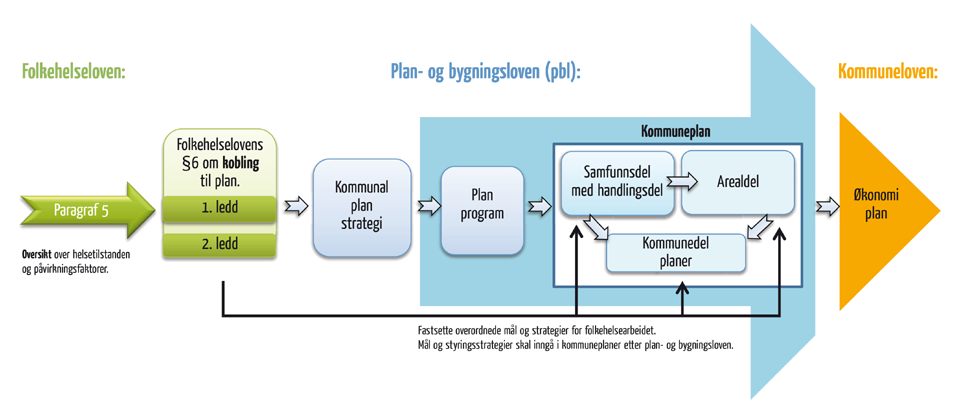 Folkehelseloven:
Plan- og bygningsloven (pbl):
Kommuneloven:
Paragraf 5
Oversikt over helsetilstanden
og påvirkningsfaktorer.
Folkehelselovens
§6 om kobling
til plan.
1. ledd
2. ledd
Kommunal
plan
strategi
Plan
program
Kommuneplan
Samfunnsdel
med handlingsdel
Arealdel
Kommunedel
planer
Økonomi
plan
Fastsette overordnede mål og strategier for folkehelsearbeidet.
Mål og styringsstrategier skal inngå i kommuneplaner etter plan- og bygningsloven.